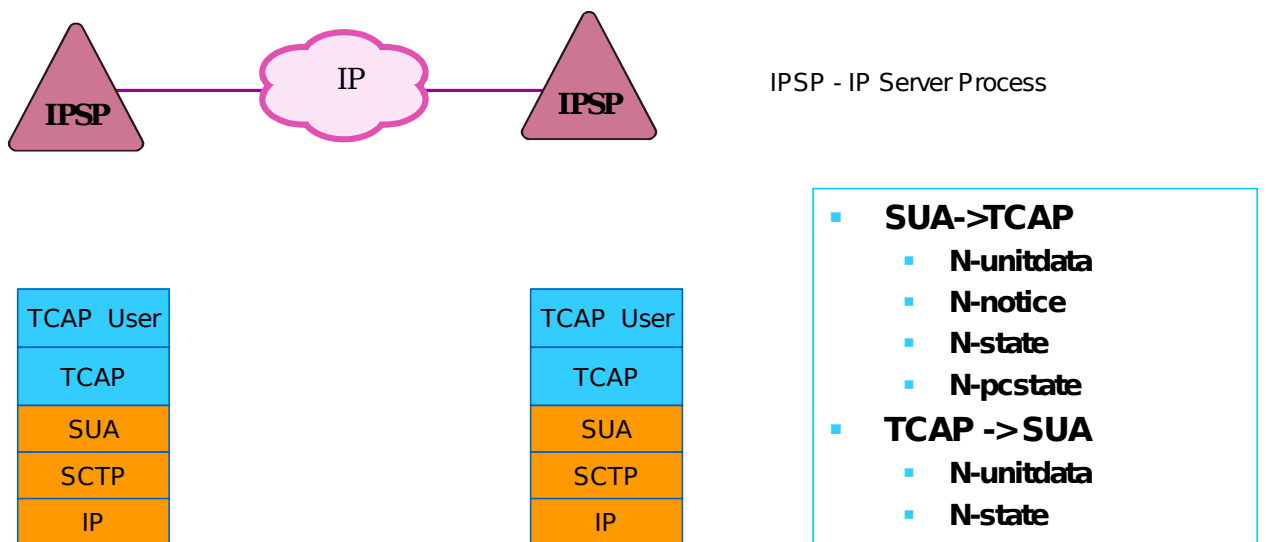 IPSP
IP
IPSP
IPSP - IP Server Process
TCAP User
TCAP
SUA
SCTP
IP
TCAP User
TCAP
SUA
SCTP
IP
SUA->TCAP
N-unitdata
N-notice
N-state
N-pcstate
TCAP -> SUA
N-unitdata
N-state